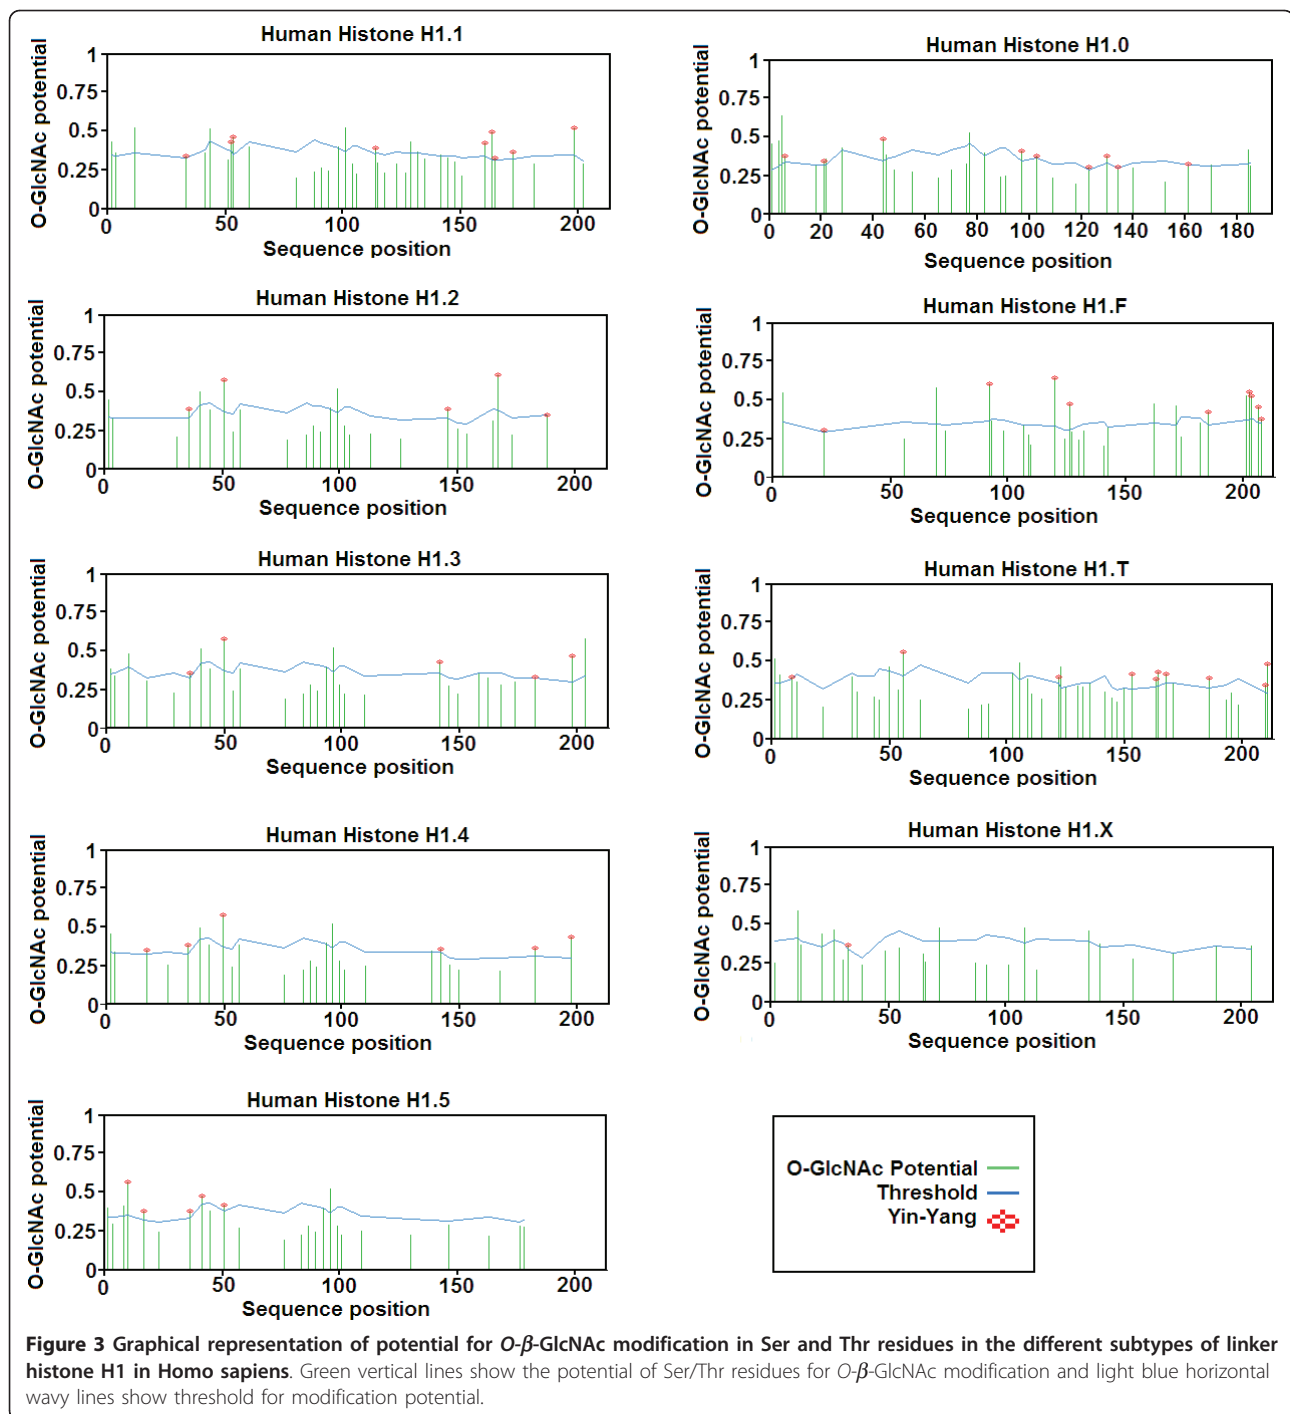 Human Histone H1.1
O-GlcNAc potential
1
0.75
0.5
0.25
0
0 50 100 150 200
Sequence position
Human Histone H1.0
O-GlcNAc potential
1
0.75
0.5
0.25
0
0 20 40 60 80 100 120 140 160 180
Sequence position
Human Histone H1.2
O-GlcNAc potential
1
0.75
0.5
0.25
0
0 50 100 150 200
Sequence position
Human Histone H1.F
O-GlcNAc potential
1
0.75
0.5
0.25
0
0 50 100 150 200
Sequence position
Human Histone H1.3
O-GlcNAc potential
1
0.75
0.5
0.25
0
0 50 100 150 200
Sequence position
Human Histone H1.T
O-GlcNAc potential
1
0.75
0.5
0.25
0
0 50 100 150 200
Sequence position
Human Histone H1.4
O-GlcNAc potential
1
0.75
0.5
0.25
0
0 50 100 150 200
Sequence position
Human Histone H1.X
O-GlcNAc potential
1
0.75
0.5
0.25
0
0 50 100 150 200
Sequence position
Human Histone H1.5
O-GlcNAc potential
1
0.75
0.5
0.25
0
0 50 100 150 200
Sequence position
O-GlcNAc Potential
Threshold
Yin-Yang
Figure 3 Graphical representation of potential for O-β-GlcNAc modification in Ser and Thr residues in the different subtypes of linker
histone H1 in Homo sapiens. Green vertical lines show the potential of Ser/Thr residues for O-β-GlcNAc modification and light blue horizontal
wavy lines show threshold for modification potential.